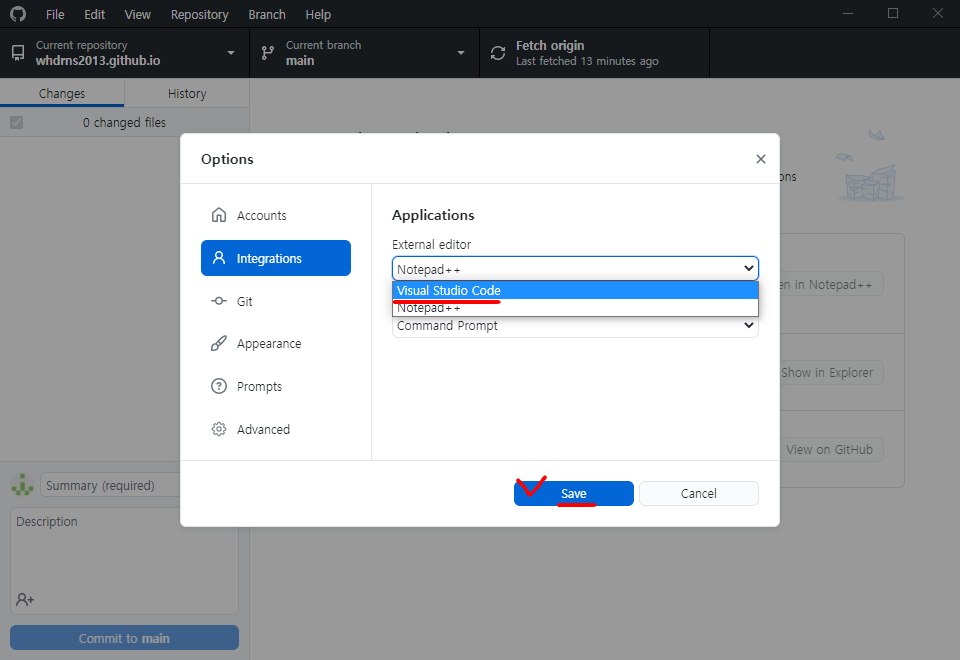 File Edit View Repository Branch Help
Current repository
whdrns2013.github.io
Current branch
main
Fetch origin
Last fetched 13 minutes ago
Changes
History
0 changed files
Options
Accounts
Integrations
Git
Appearance
Prompts
Advanced
Applications
External editor
Notepad++
Visual Studio Code
Notepad++
Command Prompt
Save
Cancel
ons
en in Notepad++
Show in Explorer
View on GitHub
Summary (required)
Description
Commit to main